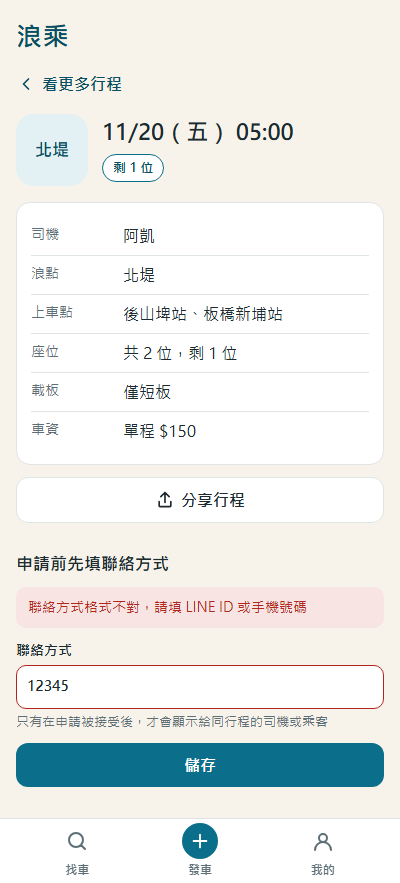 浪乘
看更多行程
北堤
11/20（五） 05:00
剩 1 位
司機 阿凱
浪點 北堤
上車點 後山埤站、板橋新埔站
座位 共 2 位，剩 1 位
載板 僅短板
車資 單程 $150
分享行程
申請前先填聯絡方式
聯絡方式格式不對，請填 LINE ID 或手機號碼
聯絡方式
12345
只有在申請被接受後，才會顯示給同行程的司機或乘客
儲存
找車 發車 我的